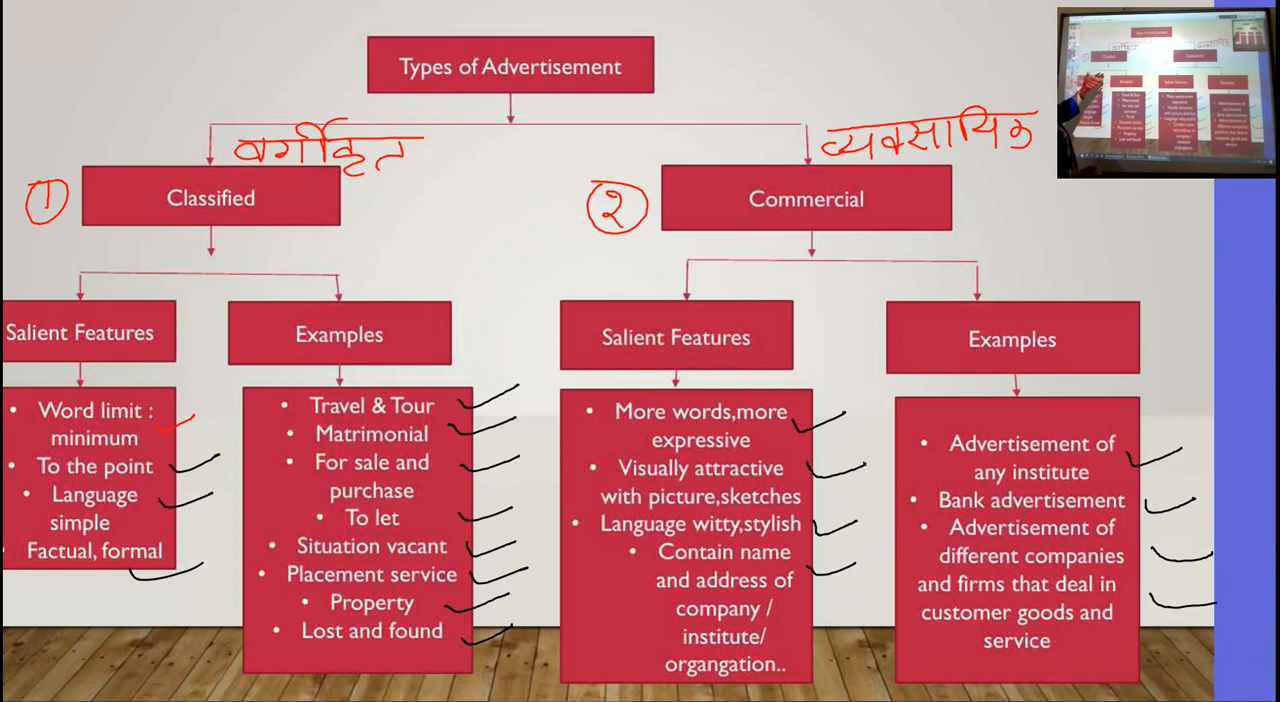 Types of Advertisement
वर्गीकृत
व्यवसायिक
1
Classified
२
Commercial
Salient Features
Examples
Salient Features
Examples
• Word limit :
minimum
• To the point
• Language
simple
• Factual, formal
• Travel & Tour
• Matrimonial
• For sale and
purchase
• To let
• Situation vacant
• Placement service
• Property
• Lost and found
• More words,more
expressive
• Visually attractive
with picture,sketches
• Language witty,stylish
• Contain name
and address of
company /
institute/
organgation..
• Advertisement of
any institute
• Bank advertisement
• Advertisement of
different companies
and firms that deal in
customer goods and
service